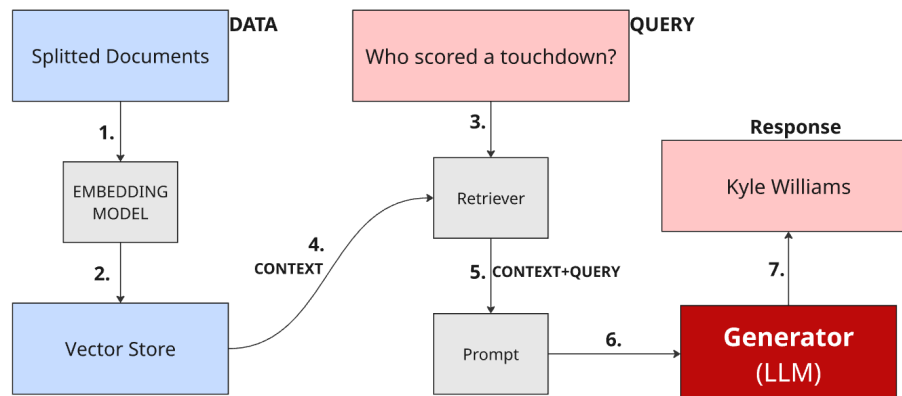 DATA
Splitted Documents
1.
EMBEDDING
MODEL
2.
Vector Store
QUERY
Who scored a touchdown?
3.
Retriever
4.
CONTEXT
5.
CONTEXT+QUERY
Prompt
6.
Generator
(LLM)
7.
Response
Kyle Williams